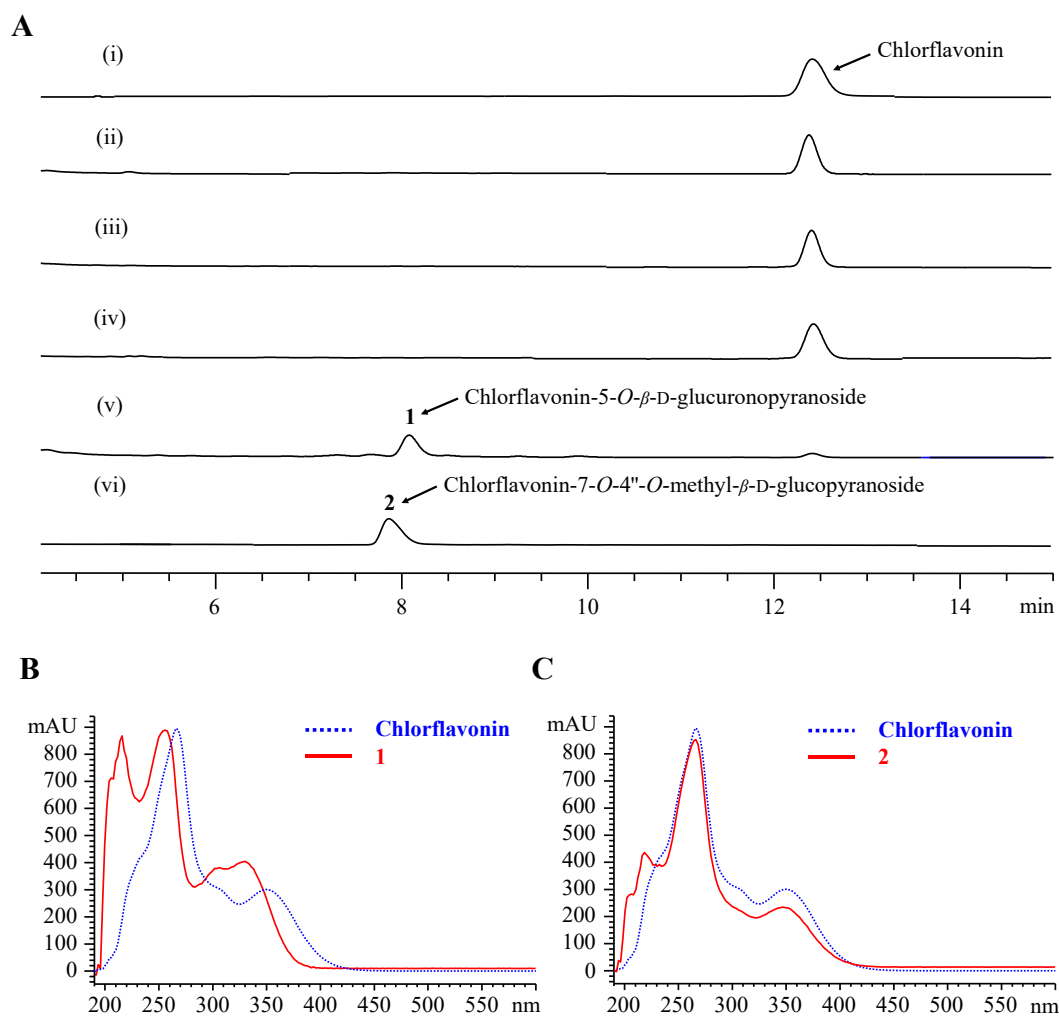 A
(i)
Chlorflavonin
(ii)
(iii)
(iv)
(v)
1
Chlorflavonin-5-O-β-D-glucuronopyranoside
(vi)
2
Chlorflavonin-7-O-4"-O-methyl-β-D-glucopyranoside
6 8 10 12 14 min
B
mAU
800
700
600
500
400
300
200
100
0
200 250 300 350 400 450 500 550 nm
Chlorflavonin
1
C
mAU
800
700
600
500
400
300
200
100
0
200 250 300 350 400 450 500 550 nm
Chlorflavonin
2